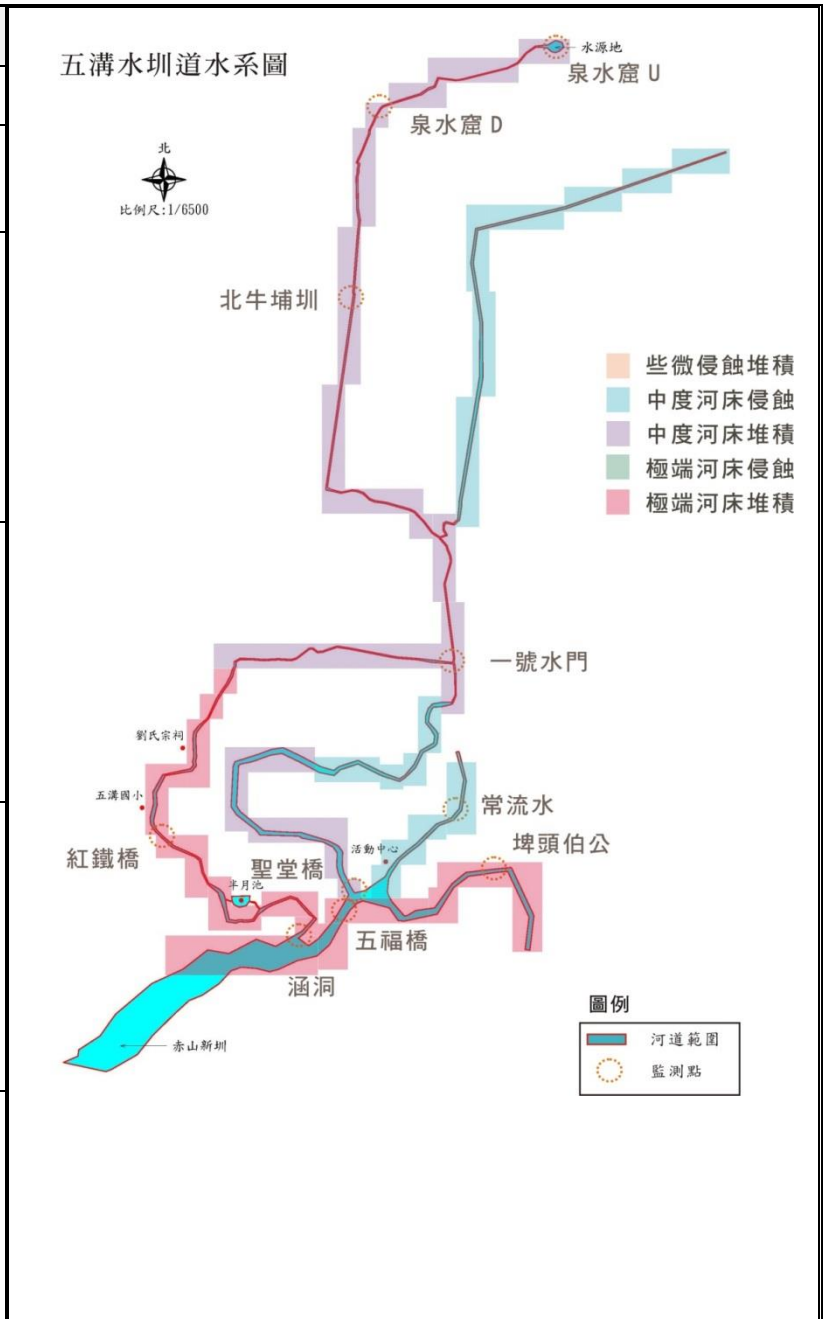 五溝水圳道水系圖
水源地
泉水窟 U
泉水窟 D
北
比例尺:1/6500
北牛埔圳
些微侵蝕堆積
中度河床侵蝕
中度河床堆積
極端河床侵蝕
極端河床堆積
一號水門
劉氏宗祠
五溝國小
常流水
紅鐵橋
聖堂橋
活動中心
埤頭伯公
半月池
五福橋
涵洞
赤山新圳
圖例
河道範圍
監測點